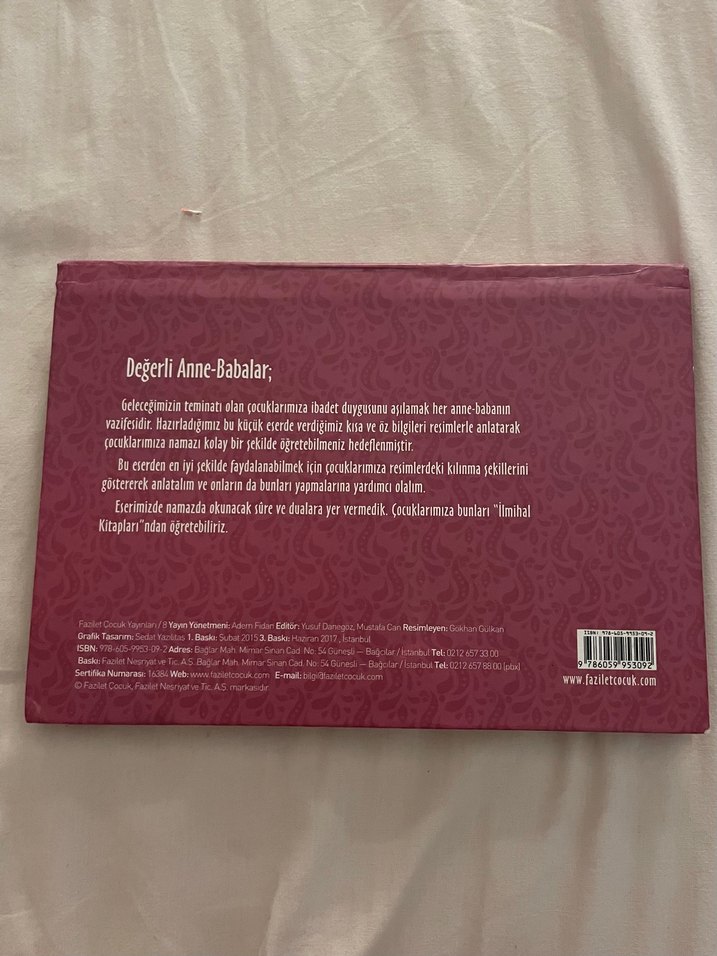 Değerli Anne-Babalar;
Geleceğimizin teminatı olan çocuklarımıza ibadet duygusunu aşılamak her anne-babanın
vazifesidir. Hazırladığımız bu küçük eserde verdiğimiz kısa ve öz bilgileri resimlerle anlatarak
çocuklarımıza namazı kolay bir şekilde öğretebilmeniz hedeflenmiştir.
Bu eserden en iyi şekilde faydalanabilmek için çocuklarımıza resimlerdeki kılınma şekillerini
göstererek anlatalım ve onların da bunları yapmalarına yardımcı olalım.
Eserimizde namazda okunacak sûre ve dualara yer vermedik. Çocuklarımıza bunları "İlmihal
Kitapları"ndan öğretebiliriz.
Fazilet Çocuk Yayınları / 8 Yayın Yönetmeni: Adem Fidan Editör: Yusuf Danegöz, Mustafa Can Resimleyen: Gökhan Gülkan
Grafik Tasarım: Sedat Yazılıtaş 1. Baskı: Şubat 2015 3. Baskı: Haziran 2017 , İstanbul
ISBN: 978-605-9953-09-2 Adres: Bağlar Mah. Mimar Sinan Cad. No: 54 Güneşli — Bağcılar / İstanbul Tel: 0212 657 33 00
Baskı: Fazilet Neşriyat ve Tic. A.Ş. Bağlar Mah. Mimar Sinan Cad. No: 54 Güneşli — Bağcılar / İstanbul Tel: 0212 657 88 00 (pbx)
Sertifika Numarası: 16384 Web: www.faziletcocuk.com E-mail: bilgi@faziletcocuk.com
© Fazilet Çocuk, Fazilet Neşriyat ve Tic. A.Ş. markasıdır.
ISBN: 978-605-9953-09-2
9 786059 953092
www.faziletcocuk.com